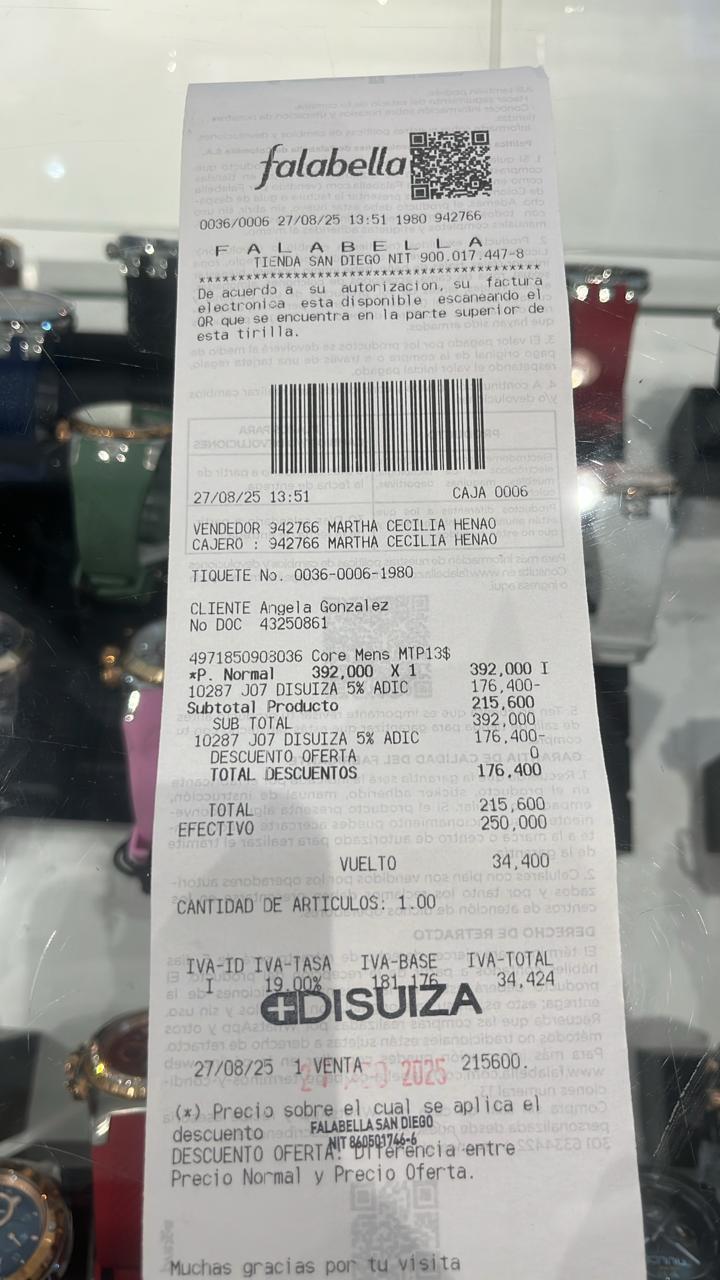 falabella
0036/0006 27/08/25 13:51 1980 942766
F A L A B E L L A
TIENDA SAN DIEGO NIT 900.017.447-8
****************************************
De acuerdo a su autorizacion, su factura
electronica esta disponible escaneando el
QR que se encuentra en la parte superior de
esta tirilla.
27/08/25 13:51 CAJA 0006
VENDEDOR 942766 MARTHA CECILIA HENAO
CAJERO : 942766 MARTHA CECILIA HENAO
TIQUETE No. 0036-0006-1980
CLIENTE Angela Gonzalez
No DOC 43250861
4971850903036 Core Mens MTP13$
*P. Normal 392,000 X 1 392,000 I
10287 J07 DISUIZA 5% ADIC 176,400-
Subtotal Producto 215,600
SUB TOTAL 392,000
10287 J07 DISUIZA 5% ADIC 176,400-
DESCUENTO OFERTA 0
TOTAL DESCUENTOS 176,400
TOTAL 215,600
EFECTIVO 250,000
VUELTO 34,400
CANTIDAD DE ARTICULOS: 1.00
IVA-ID IVA-TASA IVA-BASE IVA-TOTAL
I 19.00% 181,176 34,424
DISUIZA
27/08/25 1 VENTA 215600.
2025
(*) Precio sobre el cual se aplica el
descuento
FALABELLA SAN DIEGO
NIT 860501746-6
DESCUENTO OFERTA: Diferencia entre
Precio Normal y Precio Oferta.
Muchas gracias por tu visita